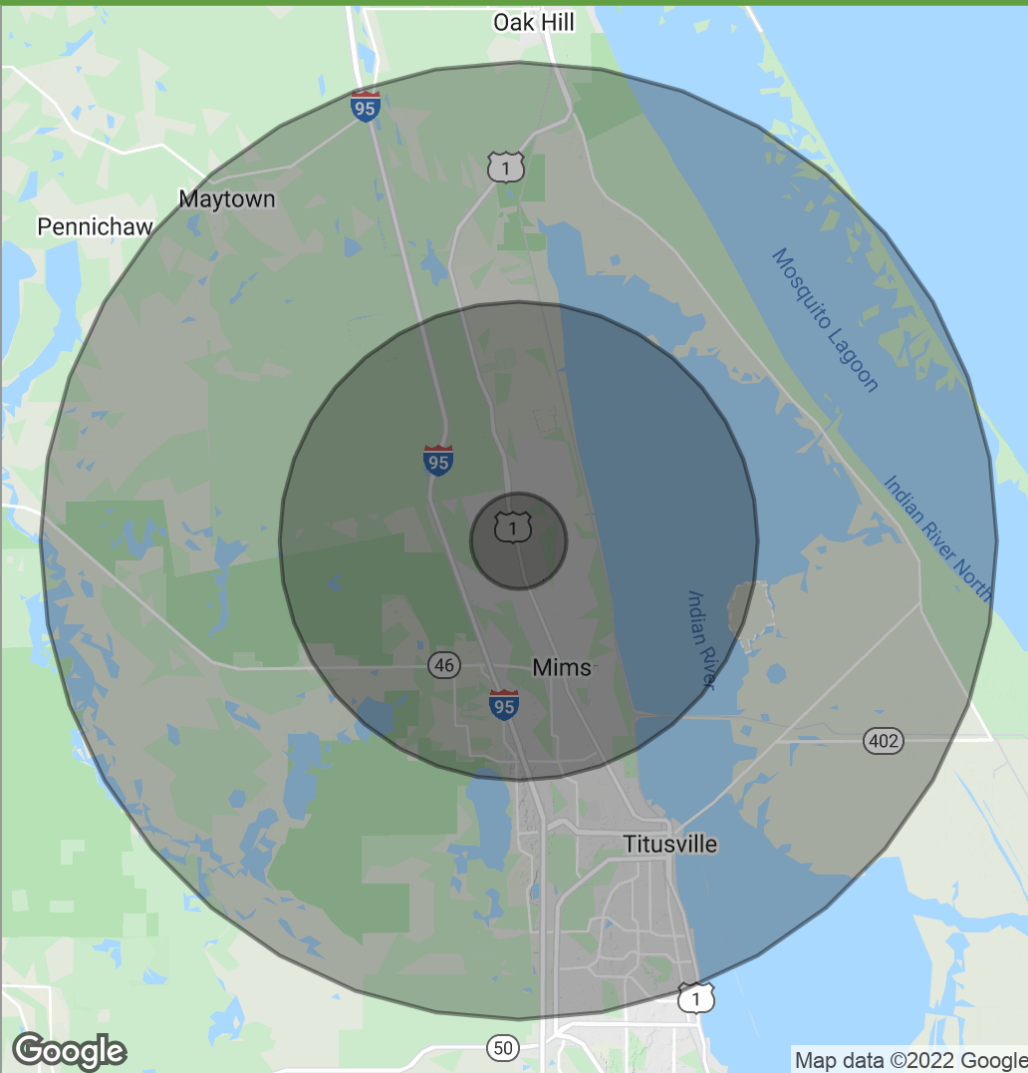 Oak Hill
95
1
Maytown
Pennichaw
Mosquito Lagoon
95
Indian River North
1
Indian River
46
Mims
95
402
Titusville
1
50
Google
Map data ©2022 Google